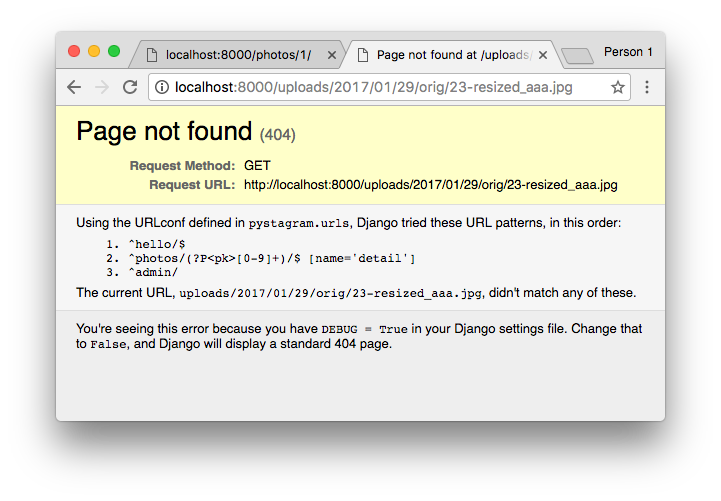 localhost:8000/photos/1/
Page not found at /uploads/
Person 1
localhost:8000/uploads/2017/01/29/orig/23-resized_aaa.jpg
Page not found (404)
Request Method: GET
Request URL: http://localhost:8000/uploads/2017/01/29/orig/23-resized_aaa.jpg
Using the URLconf defined in pystagram.urls, Django tried these URL patterns, in this order:
1. ^hello/$
2. ^photos/(?P<pk>[0-9]+)/$ [name='detail']
3. ^admin/
The current URL, uploads/2017/01/29/orig/23-resized_aaa.jpg, didn't match any of these.
You're seeing this error because you have DEBUG = True in your Django settings file. Change that
to False, and Django will display a standard 404 page.